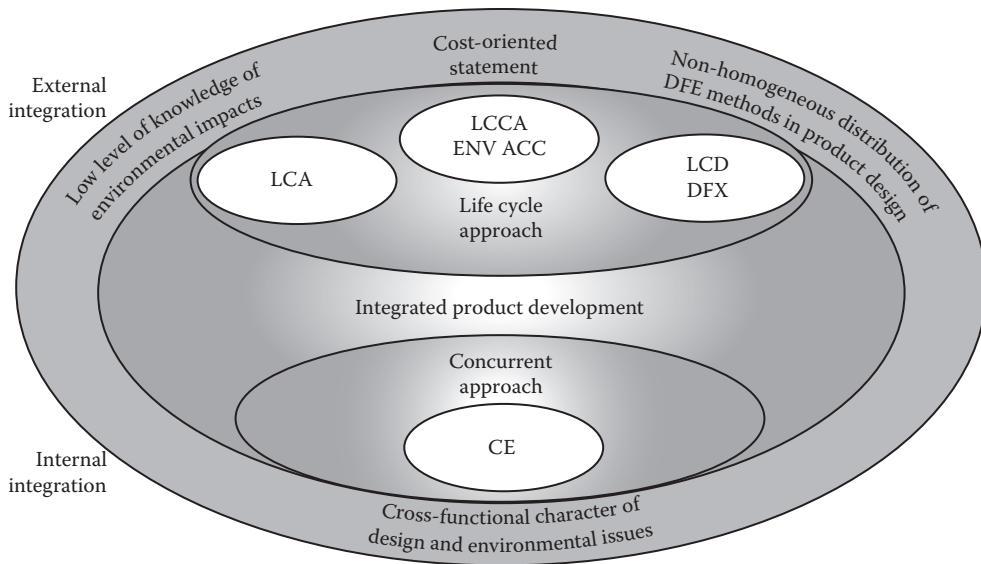 External
integration
Low level of knowledge of
environmental impacts
Cost-oriented
statement
Non-homogeneous distribution of
DFE methods in product design
LCA
LCCA
ENV ACC
LCD
DFX
Life cycle
approach
Integrated product development
Concurrent
approach
CE
Internal
integration
Cross-functional character of
design and environmental issues